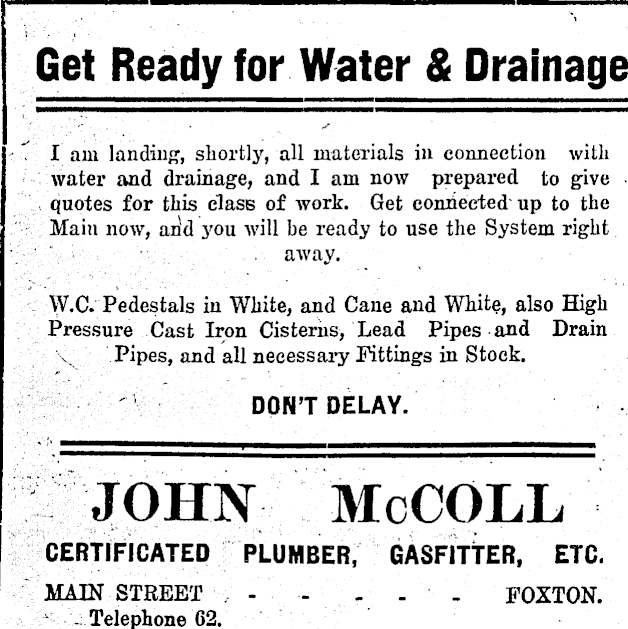 Get Ready for Water & Drainage
I am landing, shortly, all materials in connection with
water and drainage, and I am now prepared to give
quotes for this class of work. Get connected up to the
Main now, and you will be ready to use the System right
away.
W.C. Pedestals in White, and Cane and White, also High
Pressure Cast Iron Cisterns, Lead Pipes and Drain
Pipes, and all necessary Fittings in Stock.
DON'T DELAY.
JOHN McCOLL
CERTIFICATED PLUMBER, GASFITTER, ETC.
MAIN STREET - - - - - FOXTON.
Telephone 62.